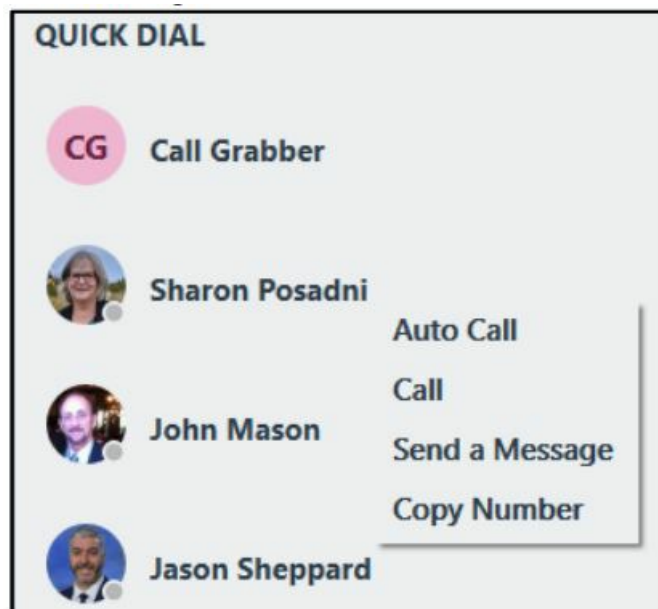 QUICK DIAL
CG Call Grabber
Sharon Posadni
Auto Call
Call
John Mason
Send a Message
Copy Number
Jason Sheppard